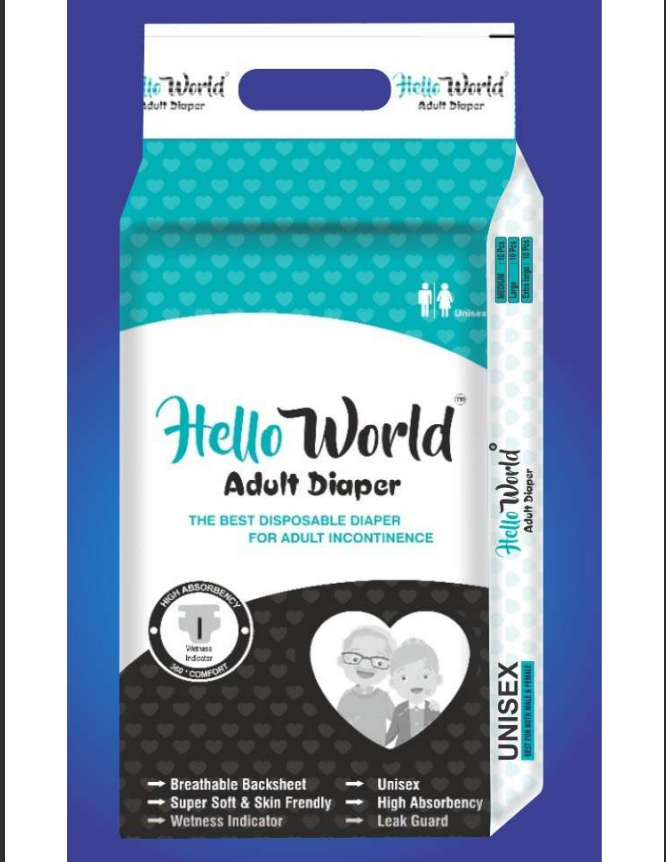 llo World
Adult Diaper
Hello World
Adult Diaper
Unisex
MEDIUM : 10 Pcs
Large : 10 Pcs
Extra large : 10 Pcs
Hello World TM
Adult Diaper
THE BEST DISPOSABLE DIAPER
FOR ADULT INCONTINENCE
Hello World ®
Adult Diaper
HIGH ABSORBENCY
Wetness
Indicator
360° COMFORT
UNISEX
BEST FOR BOTH MALE & FEMALE
Breathable Backsheet
Super Soft & Skin Frendly
Wetness Indicator
Unisex
High Absorbency
Leak Guard